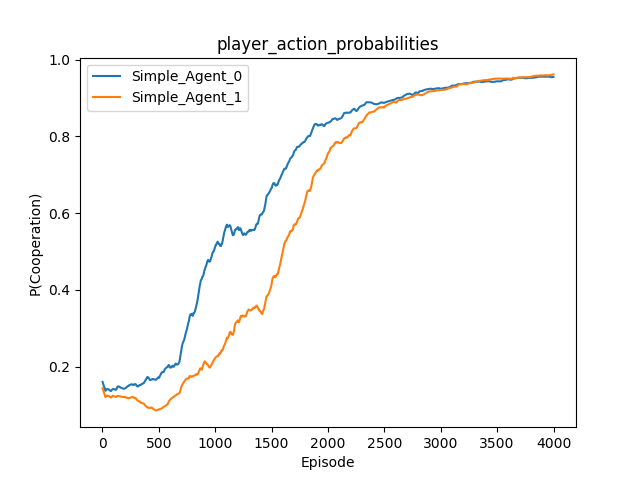 player_action_probabilities
1.0
0.8
0.6
0.4
0.2
P(Cooperation)
Simple_Agent_0
Simple_Agent_1
0 500 1000 1500 2000 2500 3000 3500 4000
Episode